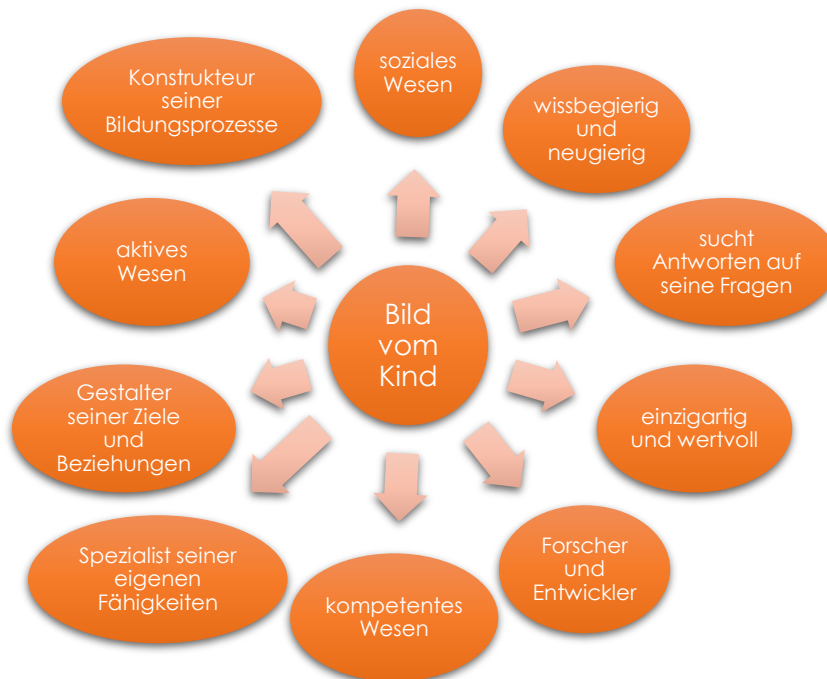 soziales
Wesen
Konstrukteur
seiner
Bildungsprozesse
wissbegierig
und
neugierig
aktives
Wesen
sucht
Antworten auf
seine Fragen
Bild
vom
Kind
Gestalter
seiner Ziele
und
Beziehungen
einzigartig
und wertvoll
Spezialist seiner
eigenen
Fähigkeiten
kompetentes
Wesen
Forscher
und
Entwickler